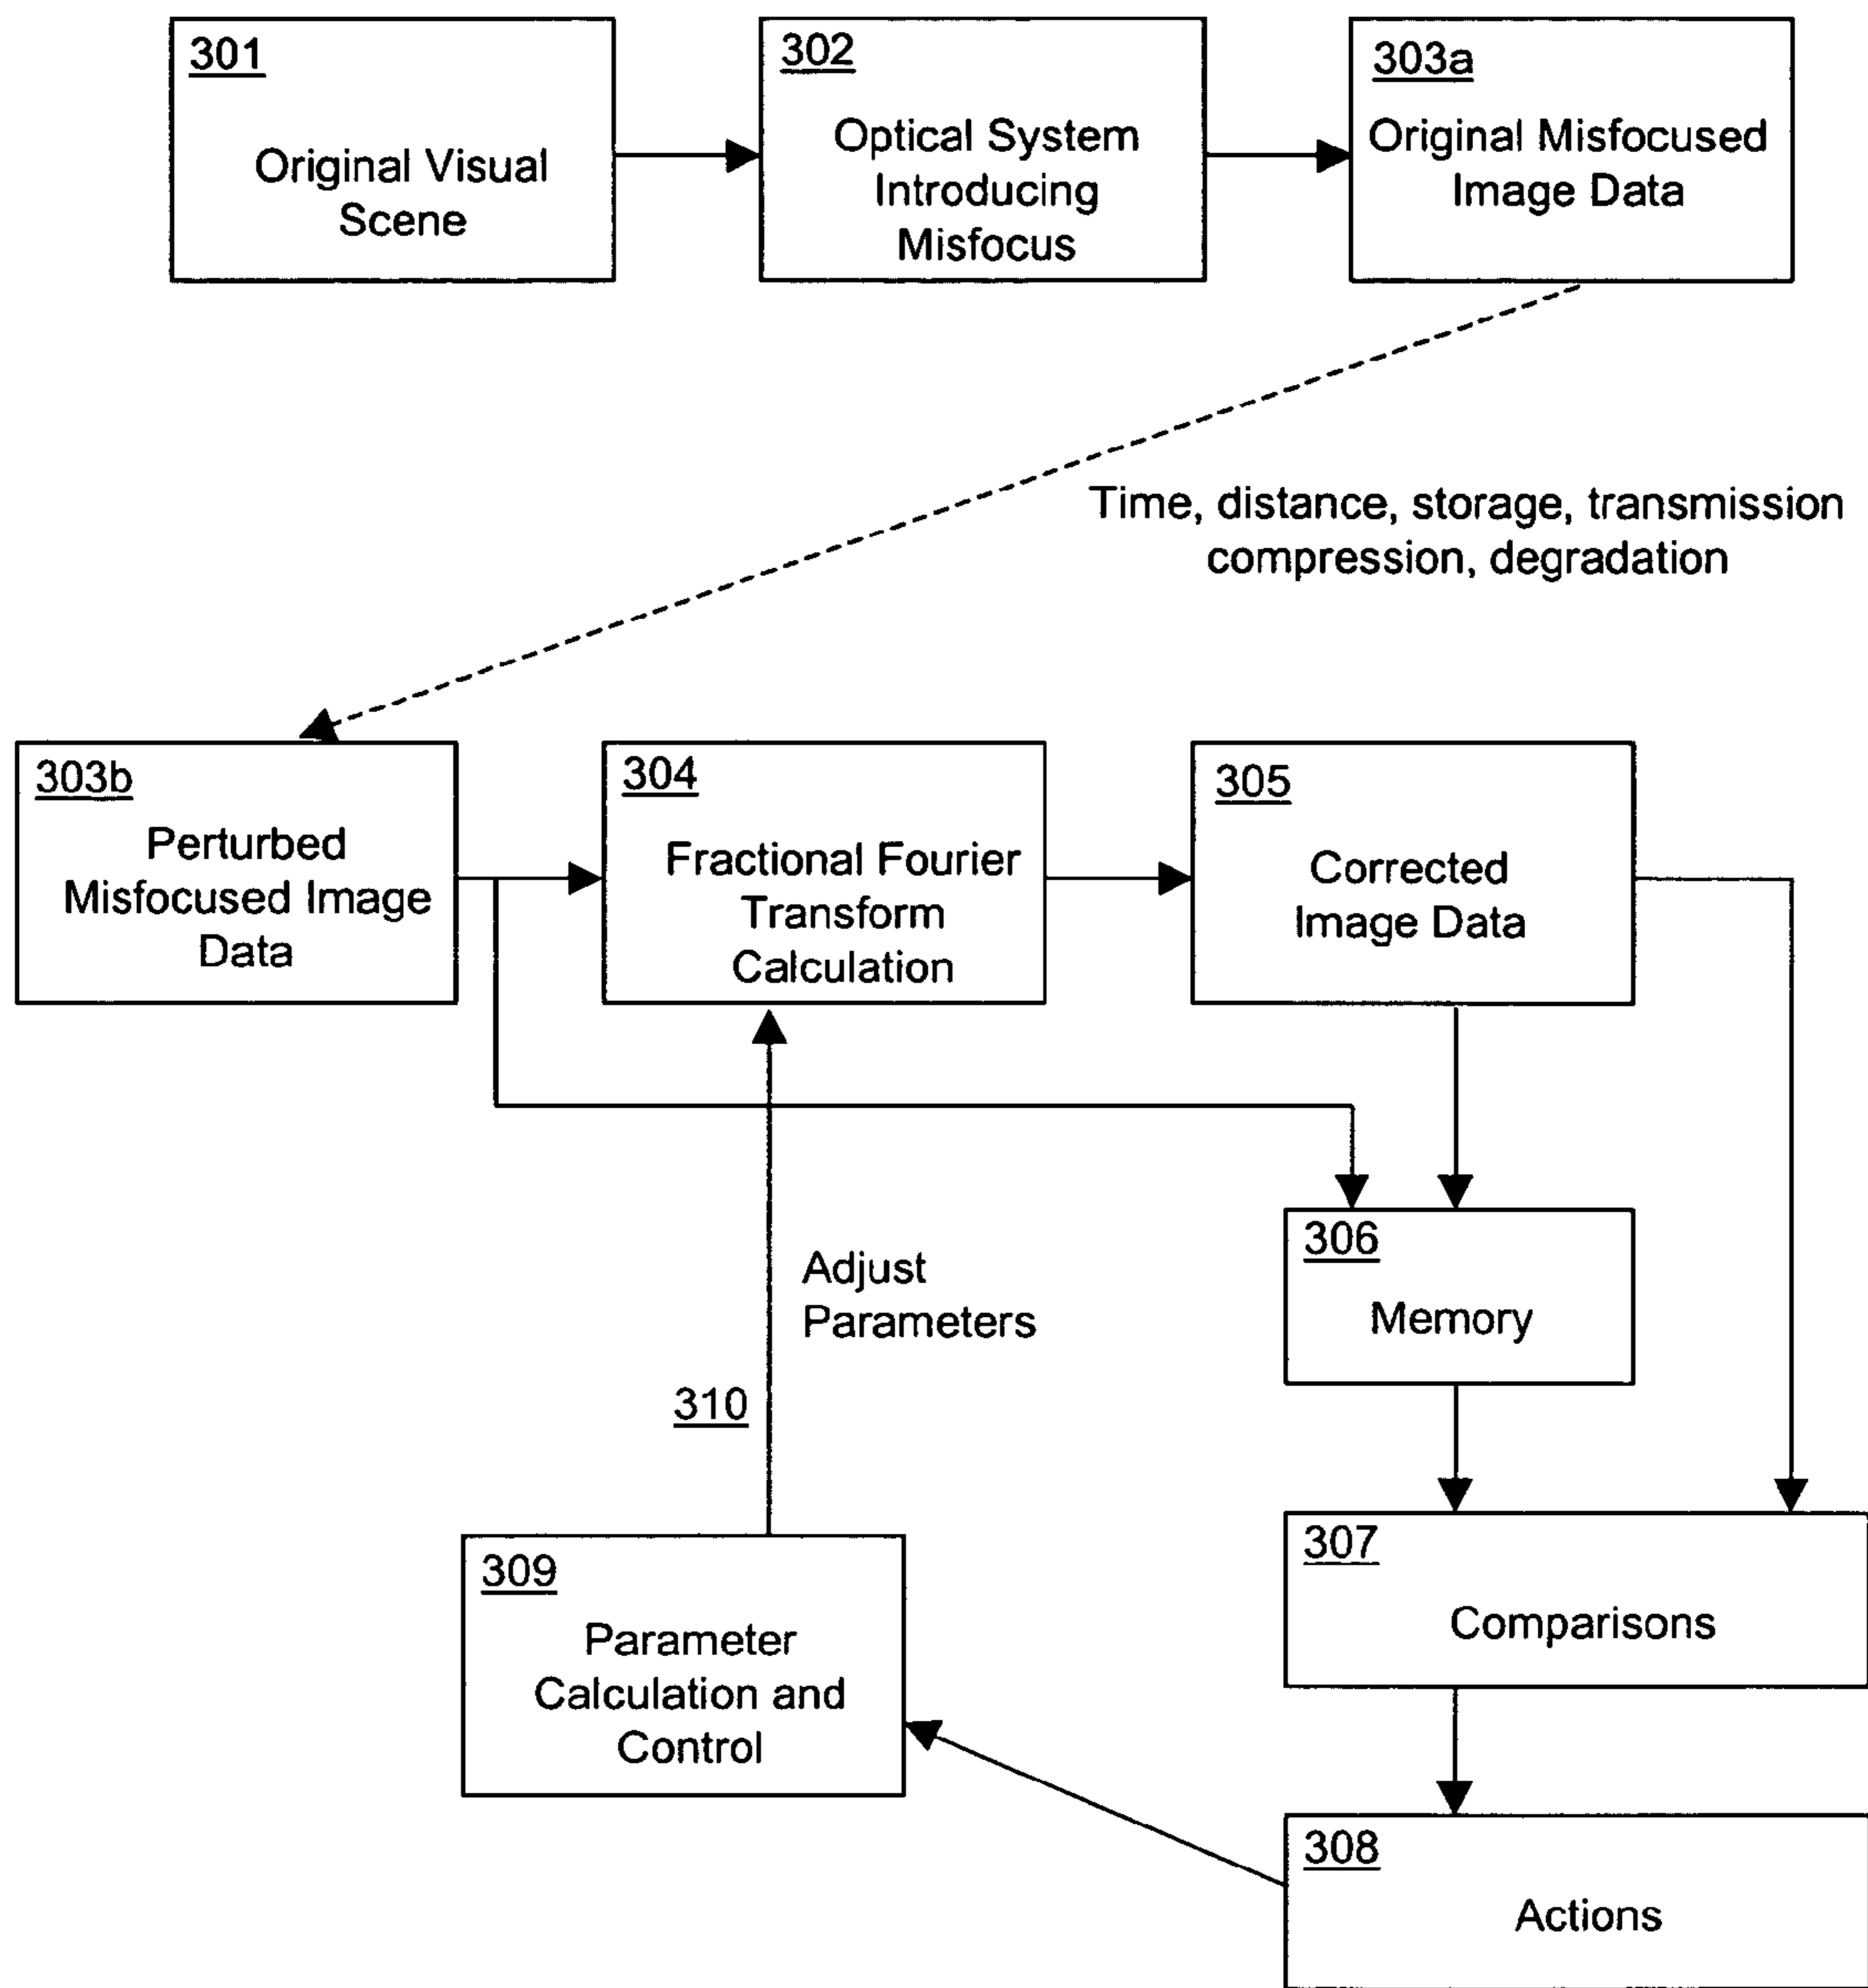 301
Original Visual
Scene
302
Optical System
Introducing
Misfocus
303a
Original Misfocused
Image Data
Time, distance, storage, transmission
compression, degradation
303b
Perturbed
Misfocused Image
Data
304
Fractional Fourier
Transform
Calculation
305
Corrected
Image Data
306
Memory
Adjust
Parameters
310
307
Comparisons
309
Parameter
Calculation and
Control
308
Actions